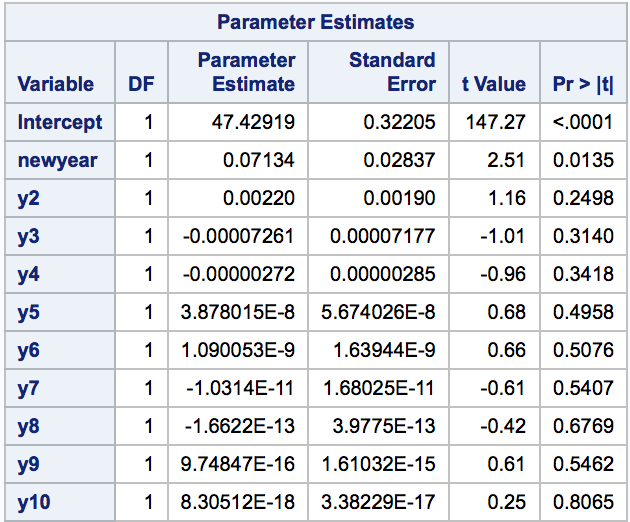 Parameter Estimates
Variable DF Parameter Estimate Standard Error t Value Pr > |t|
Intercept 1 47.42919 0.32205 147.27 <.0001
newyear 1 0.07134 0.02837 2.51 0.0135
y2 1 0.00220 0.00190 1.16 0.2498
y3 1 -0.00007261 0.00007177 -1.01 0.3140
y4 1 -0.00000272 0.00000285 -0.96 0.3418
y5 1 3.878015E-8 5.674026E-8 0.68 0.4958
y6 1 1.090053E-9 1.63944E-9 0.66 0.5076
y7 1 -1.0314E-11 1.68025E-11 -0.61 0.5407
y8 1 -1.6622E-13 3.9775E-13 -0.42 0.6769
y9 1 9.74847E-16 1.61032E-15 0.61 0.5462
y10 1 8.30512E-18 3.38229E-17 0.25 0.8065